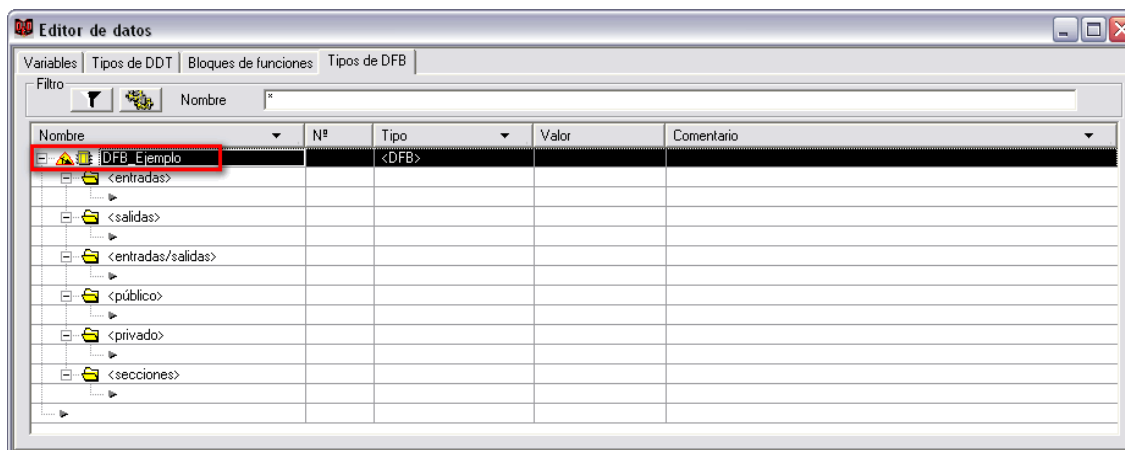 Editor de datos
Variables Tipos de DDT Bloques de funciones Tipos de DFB
Filtro
Nombre *
Nombre Nº Tipo Valor Comentario
DFB_Ejemplo <DFB>
<entradas>
<salidas>
<entradas/salidas>
<público>
<privado>
<secciones>